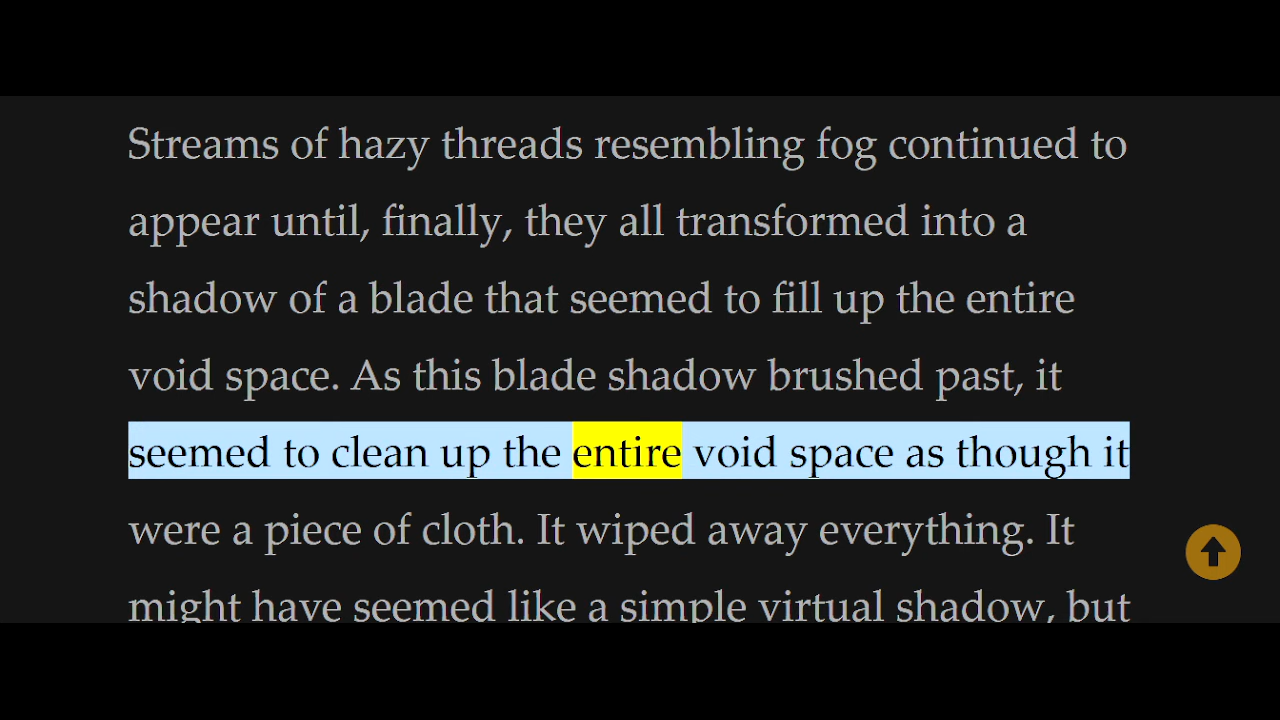 Streams of hazy threads resembling fog continued to
appear until, finally, they all transformed into a
shadow of a blade that seemed to fill up the entire
void space. As this blade shadow brushed past, it
seemed to clean up the entire void space as though it
were a piece of cloth. It wiped away everything. It
might have seemed like a simple virtual shadow, but